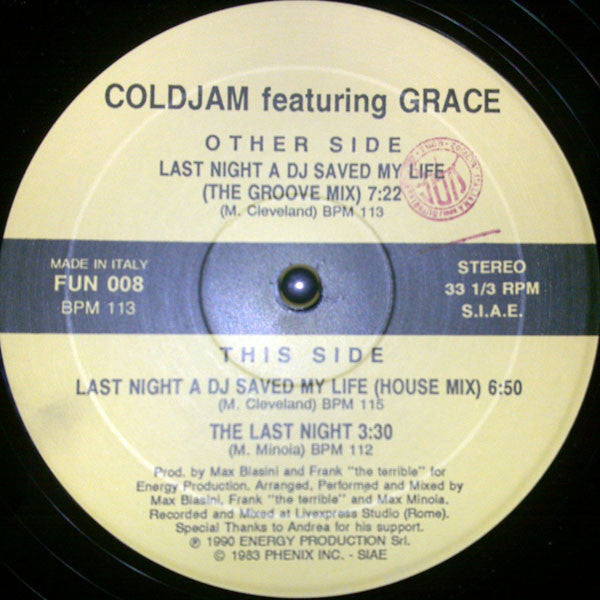 COLDJAM featuring GRACE
OTHER SIDE
LAST NIGHT A DJ SAVED MY LIFE
(THE GROOVE MIX) 7:22
(M. Cleveland) BPM 113
MADE IN ITALY
FUN 008
BPM 113
STEREO
33 1/3 RPM
S.I.A.E.
THIS SIDE
LAST NIGHT A DJ SAVED MY LIFE (HOUSE MIX) 6:50
(M. Cleveland) BPM 115
THE LAST NIGHT 3:30
(M. Minoia) BPM 112
Prod. by Max Biasini and Frank "the terrible" for
Energy Production. Arranged, Performed and Mixed by
Max Biasini, Frank "the terrible" and Max Minoia.
Recorded and Mixed at Livexpress Studio (Rome).
Special Thanks to Andrea for his support.
℗ 1990 ENERGY PRODUCTION Srl.
© 1983 PHENIX INC. - SIAE